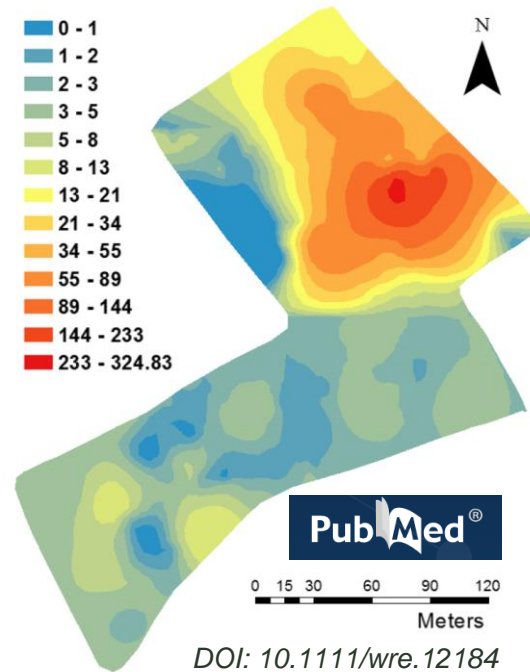 0 - 1
1 - 2
2 - 3
3 - 5
5 - 8
8 - 13
13 - 21
21 - 34
34 - 55
55 - 89
89 - 144
144 - 233
233 - 324.83
N
PubMed®
0 15 30 60 90 120
Meters
DOI: 10.1111/wre.12184